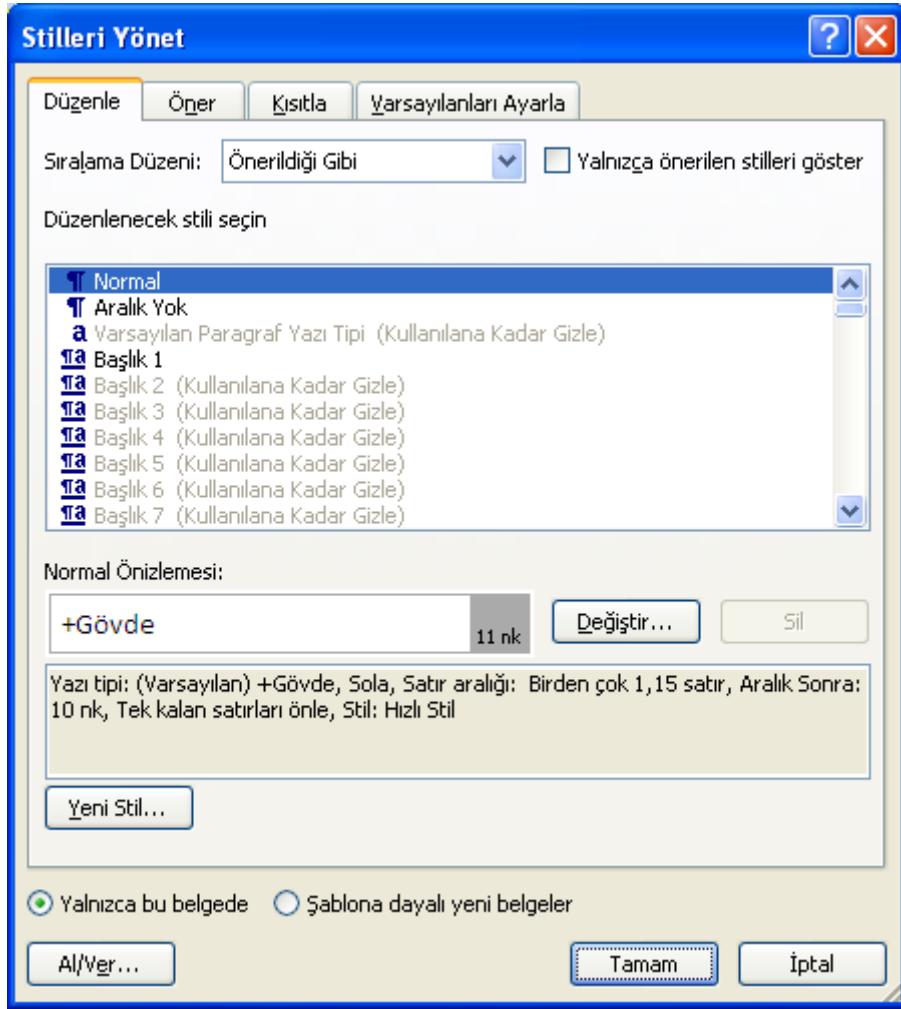 Stilleri Yönet
Düzenle Öner Kısıtla Varsayılanları Ayarla
Sıralama Düzeni: Önerildiği Gibi Yalnızca önerilen stilleri göster
Düzenlenecek stili seçin
¶ Normal
¶ Aralık Yok
a Varsayılan Paragraf Yazı Tipi (Kullanılana Kadar Gizle)
¶a Başlık 1
¶a Başlık 2 (Kullanılana Kadar Gizle)
¶a Başlık 3 (Kullanılana Kadar Gizle)
¶a Başlık 4 (Kullanılana Kadar Gizle)
¶a Başlık 5 (Kullanılana Kadar Gizle)
¶a Başlık 6 (Kullanılana Kadar Gizle)
¶a Başlık 7 (Kullanılana Kadar Gizle)
Normal Önizlemesi:
+Gövde 11 nk Değiştir... Sil
Yazı tipi: (Varsayılan) +Gövde, Sola, Satır aralığı: Birden çok 1,15 satır, Aralık Sonra:
10 nk, Tek kalan satırları önle, Stil: Hızlı Stil
Yeni Stil...
Yalnızca bu belgede Şablona dayalı yeni belgeler
Al/Ver... Tamam İptal